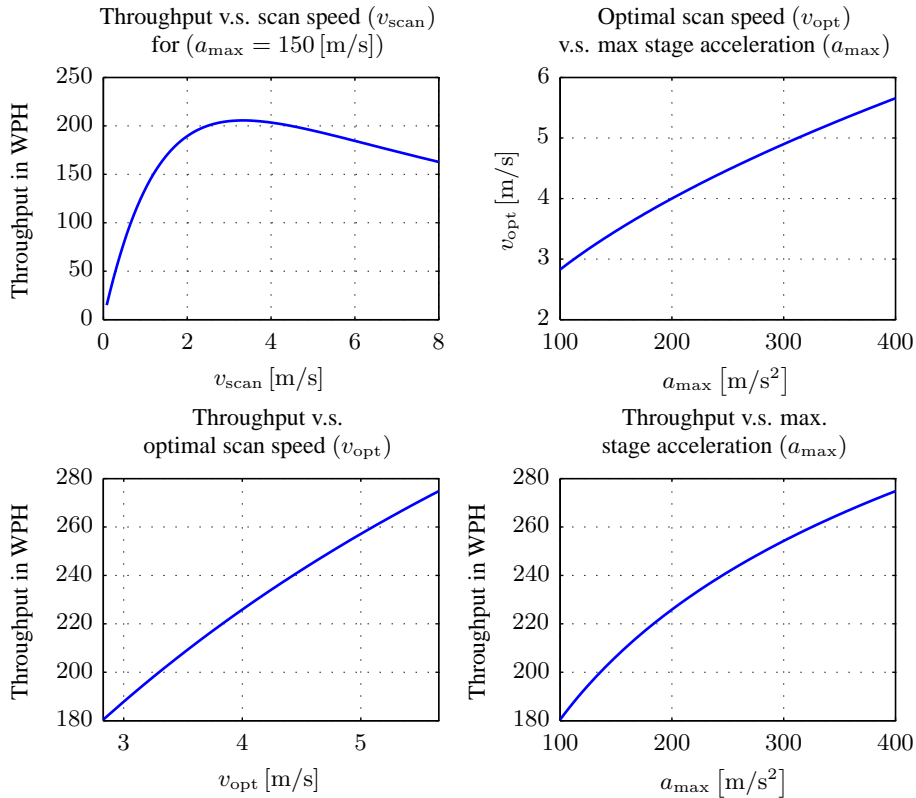 Throughput v.s. scan speed (v_scan)
for (a_max = 150 [m/s])
250
200
150
100
50
0
0 2 4 6 8
Throughput in WPH
v_scan [m/s]
Optimal scan speed (v_opt)
v.s. max stage acceleration (a_max)
6
5
4
3
2
100 200 300 400
v_opt [m/s]
a_max [m/s²]
Throughput v.s.
optimal scan speed (v_opt)
280
260
240
220
200
180
3 4 5
Throughput in WPH
v_opt [m/s]
Throughput v.s. max.
stage acceleration (a_max)
280
260
240
220
200
180
100 200 300 400
Throughput in WPH
a_max [m/s²]